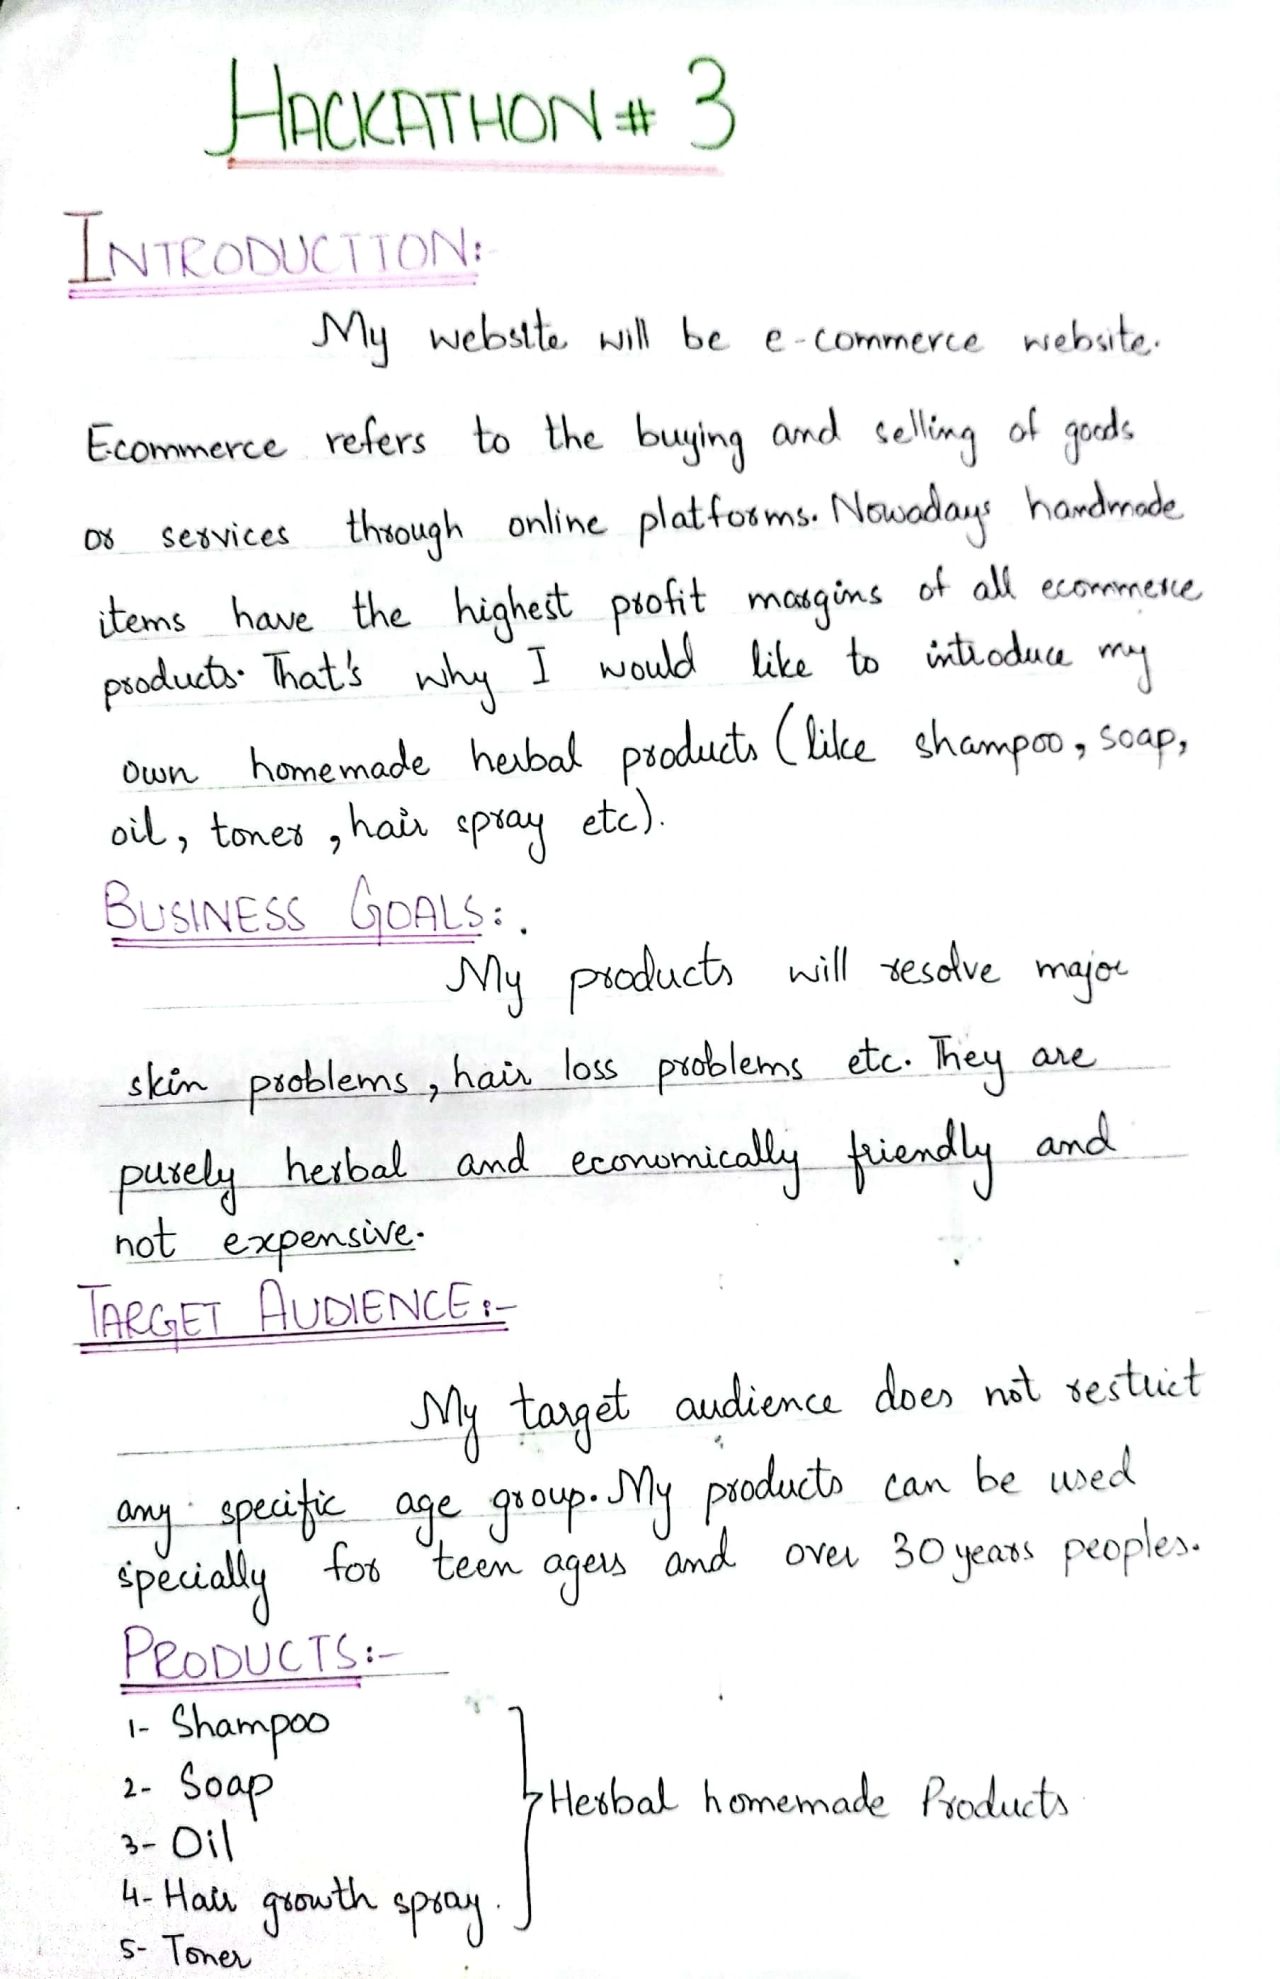 HACKATHON # 3
INTRODUCTION:-
My website will be e-commerce website.
Ecommerce refers to the buying and selling of goods
or services through online platforms. Nowadays handmade
items have the highest profit margins of all ecommerce
products. That's why I would like to introduce my
own homemade herbal products (like shampoo, soap,
oil, toner, hair spray etc).
BUSINESS GOALS:.
My products will resolve major
skin problems, hair loss problems etc. They are
purely herbal and economically friendly and
not expensive.
TARGET AUDIENCE:-
My target audience does not restrict
any specific age group. My products can be used
specially for teen agers and over 30 years peoples.
PRODUCTS:-
1- Shampoo
2- Soap
Herbal homemade Products
3- Oil
4- Hair growth spray.
5- Toner